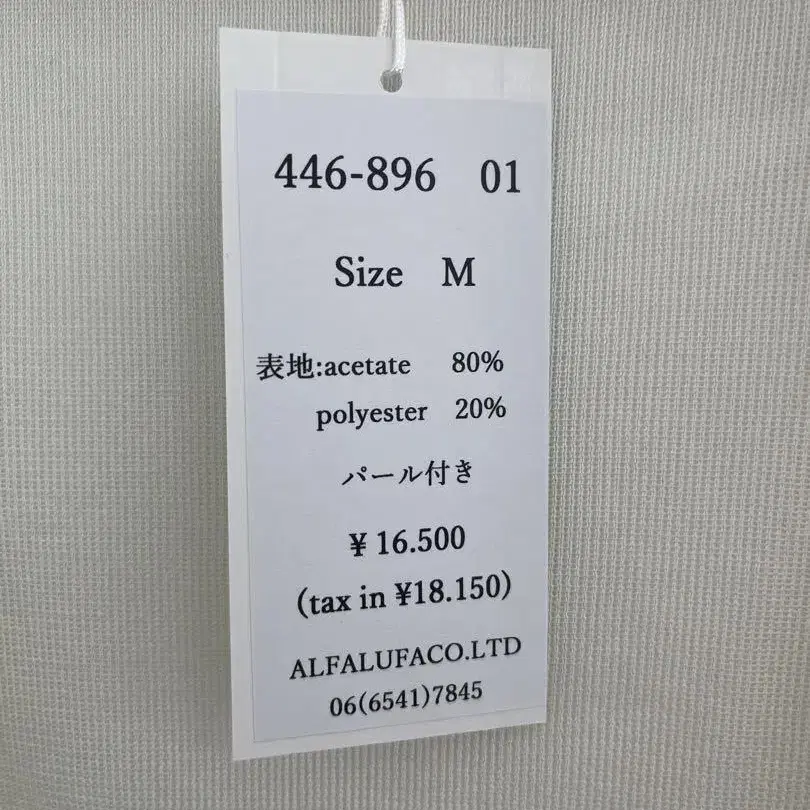 446-896 01
Size M
表地:acetate 80%
polyester 20%
パール付き
¥ 16.500
(tax in ¥18.150)
ALFALUFACO.LTD
06(6541)7845